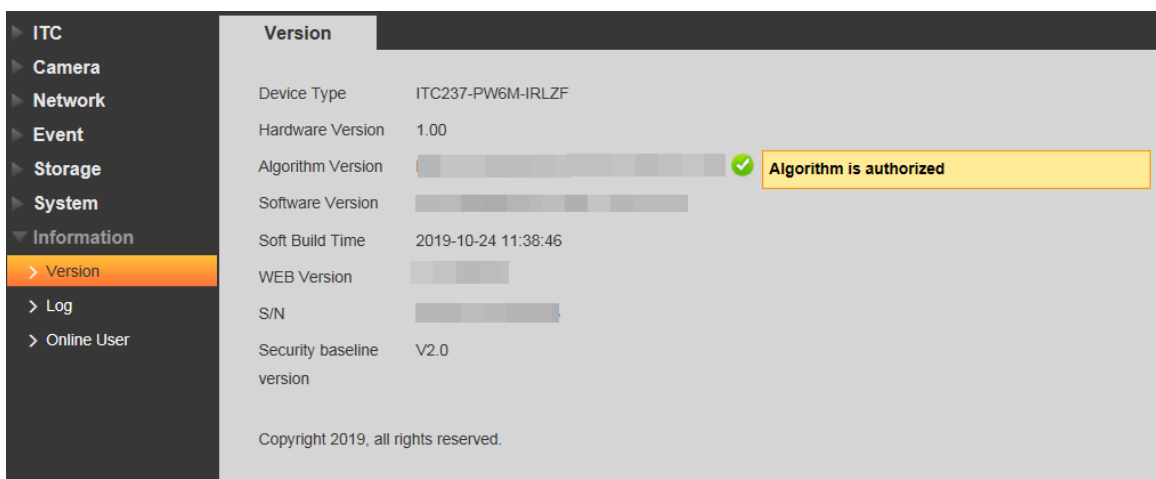 ITC
Camera
Network
Event
Storage
System
Information
Version
Log
Online User
Version
Device Type ITC237-PW6M-IRLZF
Hardware Version 1.00
Algorithm Version
Algorithm is authorized
Software Version
Soft Build Time 2019-10-24 11:38:46
WEB Version
S/N
Security baseline V2.0
version
Copyright 2019, all rights reserved.